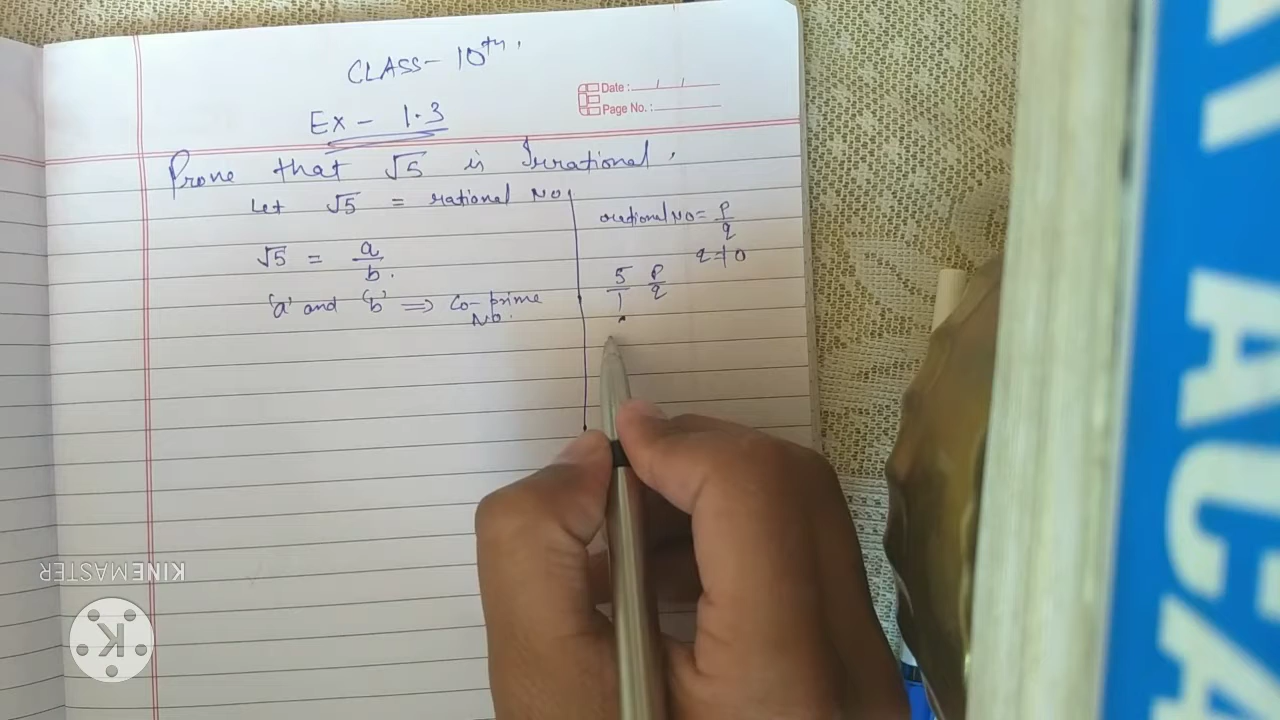 CLASS- 10th.
Date : / /
Page No. :
Ex - 1.3
Prove that √5 is Irrational.
Let √5 = rational No
√5 = a/b.
'a' and 'b' ⇒ Co-prime
No.
rational No = p/q
q≠0
5/1 p/q
KINEMASTER
K
ACA